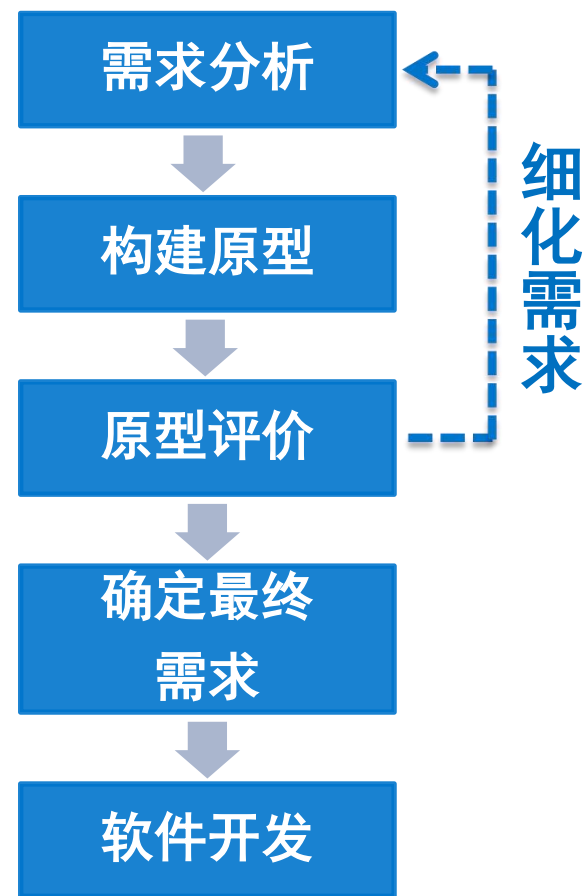 需求分析
构建原型
原型评价
确定最终
需求
软件开发
细化需求